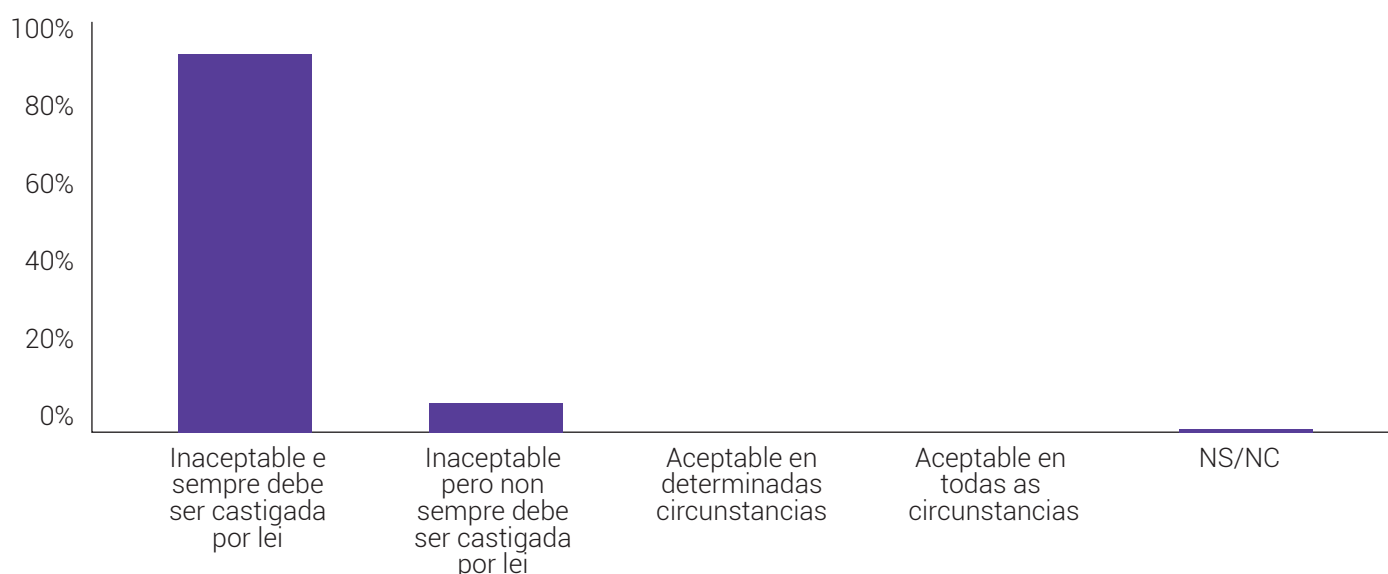 100%
80%
60%
40%
20%
0%
Inaceptable e
sempre debe
ser castigada
por lei
Inaceptable
pero non
sempre debe
ser castigada
por lei
Aceptable en
determinadas
circunstancias
Aceptable en
todas as
circunstancias
NS/NC